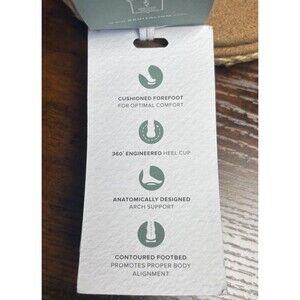 CUSHIONED FOREFOOT
FOR OPTIMAL COMFORT
360° ENGINEERED HEEL CUP
ANATOMICALLY DESIGNED
ARCH SUPPORT
CONTOURED FOOTBED
PROMOTES PROPER BODY
ALIGNMENT